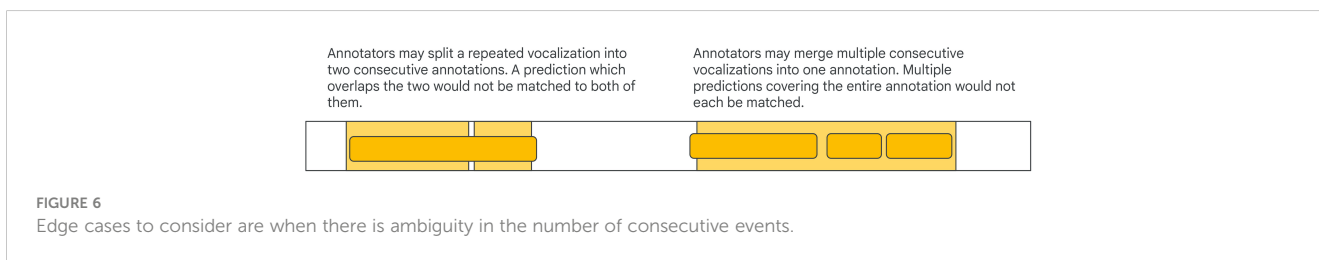 Annotators may split a repeated vocalization into
two consecutive annotations. A prediction which
overlaps the two would not be matched to both of
them.
Annotators may merge multiple consecutive
vocalizations into one annotation. Multiple
predictions covering the entire annotation would not
each be matched.
FIGURE 6
Edge cases to consider are when there is ambiguity in the number of consecutive events.